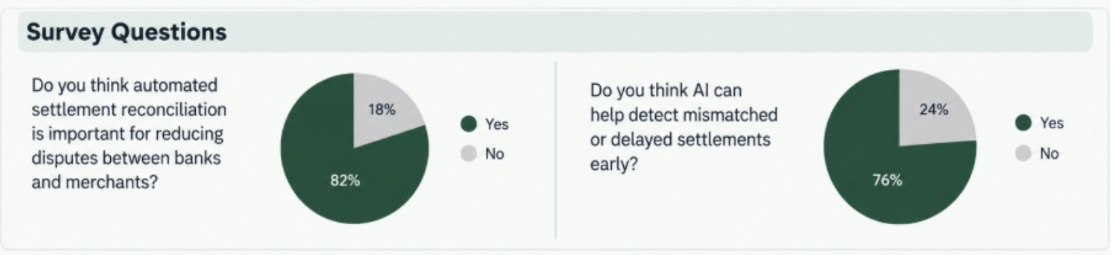 Survey Questions
Do you think automated
settlement reconciliation
is important for reducing
disputes between banks
and merchants?
18%
82%
Yes
No
Do you think AI can
help detect mismatched
or delayed settlements
early?
24%
76%
Yes
No